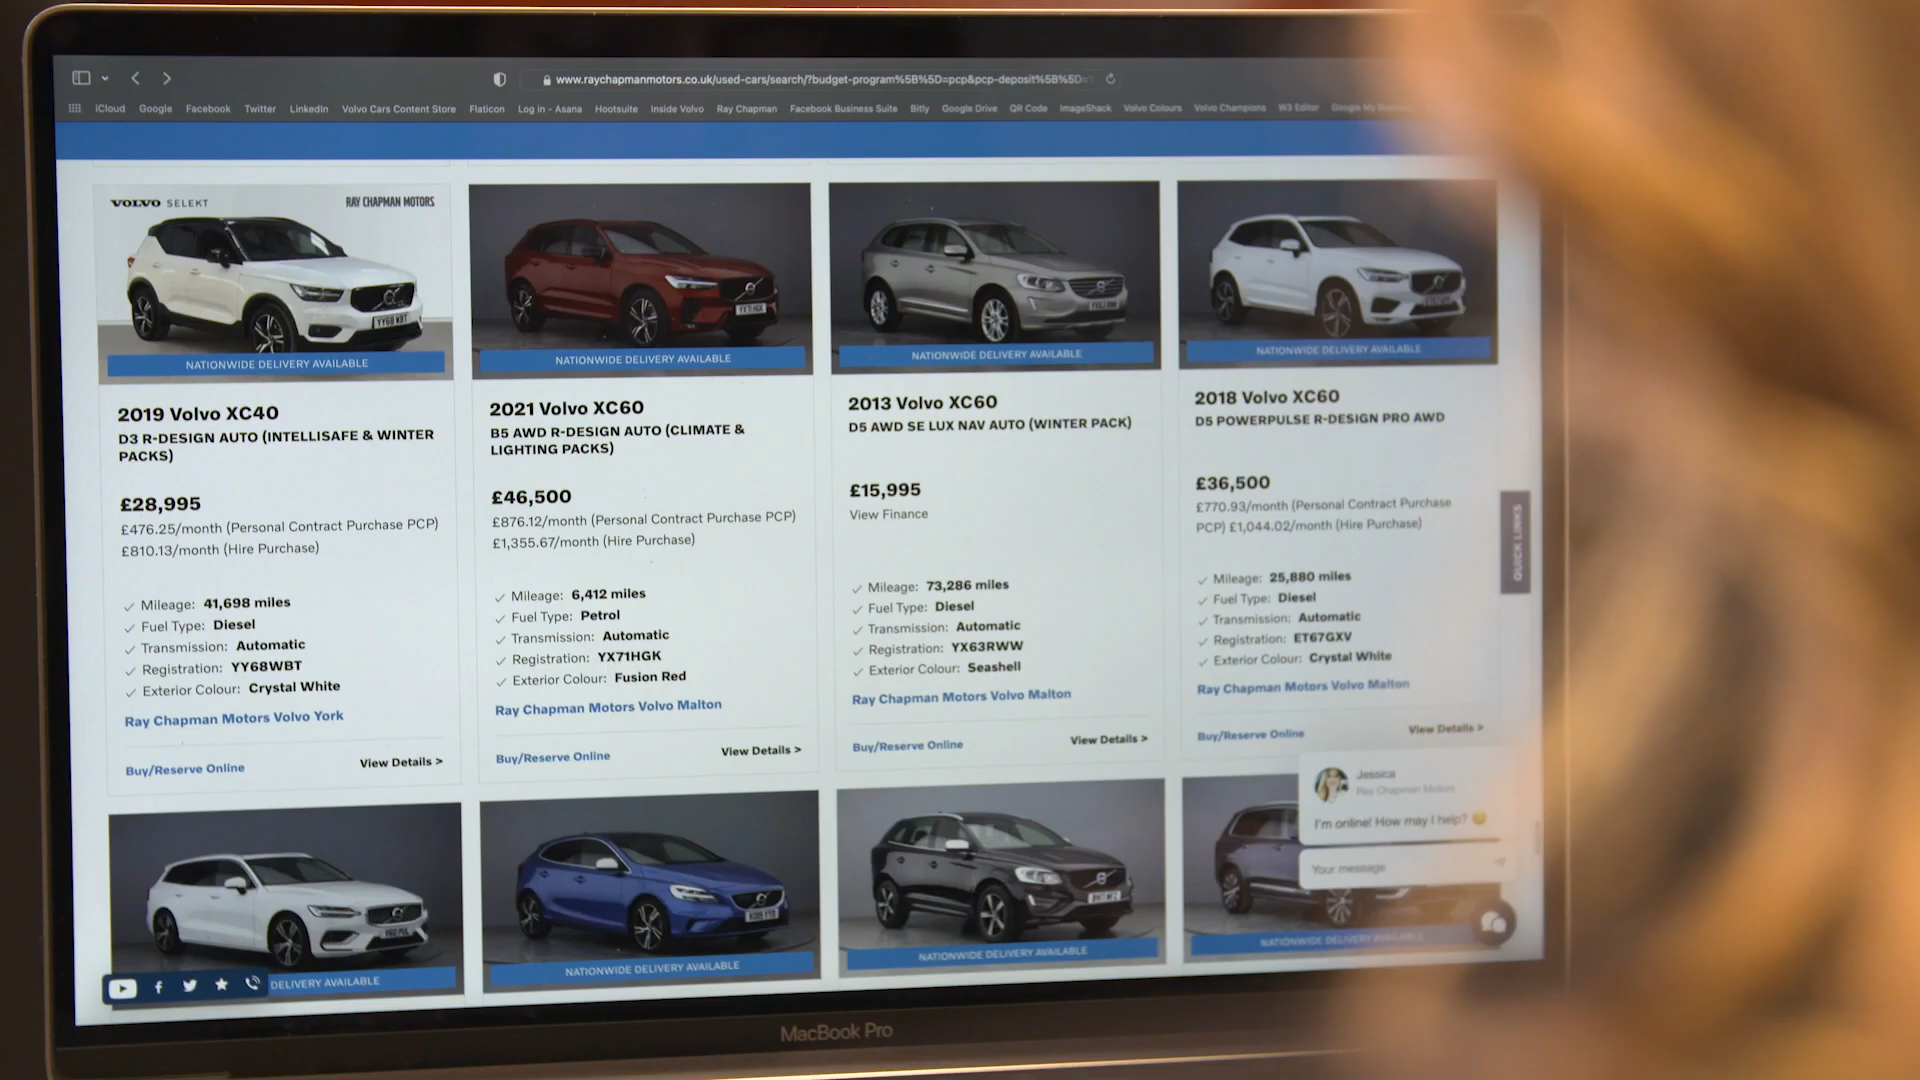 www.raychapmanmotors.co.uk/used-cars/search/?budget-program%5B%5D=pcp&pcp-deposit%5B%5D=
iCloud Google Facebook Twitter LinkedIn Volvo Cars Content Store Flaticon Log in - Asana Hootsuite Inside Volvo Ray Chapman Facebook Business Suite Bitly Google Drive QR Code ImageShack Volvo Colours Volvo Champions W3 Editor Google My
VOLVO SELEKT
RAY CHAPMAN MOTORS
YY68 WBT
YX71 HGK
NATIONWIDE DELIVERY AVAILABLE
NATIONWIDE DELIVERY AVAILABLE
NATIONWIDE DELIVERY AVAILABLE
NATIONWIDE DELIVERY AVAILABLE
2019 Volvo XC40
D3 R-DESIGN AUTO (INTELLISAFE & WINTER
PACKS)
£28,995
£476.25/month (Personal Contract Purchase PCP)
£810.13/month (Hire Purchase)
Mileage: 41,698 miles
Fuel Type: Diesel
Transmission: Automatic
Registration: YY68WBT
Exterior Colour: Crystal White
Ray Chapman Motors Volvo York
Buy/Reserve Online
View Details >
2021 Volvo XC60
B5 AWD R-DESIGN AUTO (CLIMATE &
LIGHTING PACKS)
£46,500
£876.12/month (Personal Contract Purchase PCP)
£1,355.67/month (Hire Purchase)
Mileage: 6,412 miles
Fuel Type: Petrol
Transmission: Automatic
Registration: YX71HGK
Exterior Colour: Fusion Red
Ray Chapman Motors Volvo Malton
Buy/Reserve Online
View Details >
2013 Volvo XC60
D5 AWD SE LUX NAV AUTO (WINTER PACK)
£15,995
View Finance
Mileage: 73,286 miles
Fuel Type: Diesel
Transmission: Automatic
Registration: YX63RWW
Exterior Colour: Seashell
Ray Chapman Motors Volvo Malton
Buy/Reserve Online
View Details >
2018 Volvo XC60
D5 POWERPULSE R-DESIGN PRO AWD
£36,500
£770.93/month (Personal Contract Purchase
PCP) £1,044.02/month (Hire Purchase)
Mileage: 25,880 miles
Fuel Type: Diesel
Transmission: Automatic
Registration: ET67GXV
Exterior Colour: Crystal White
Ray Chapman Motors Volvo Malton
Buy/Reserve Online
View Details >
QUICK LINKS
Jessica
Ray Chapman Motors
I'm online! How may I help?
Your message
DELIVERY AVAILABLE
NATIONWIDE DELIVERY AVAILABLE
NATIONWIDE DELIVERY AVAILABLE
NATIONWIDE DELIVERY AVAILABLE
MacBook Pro